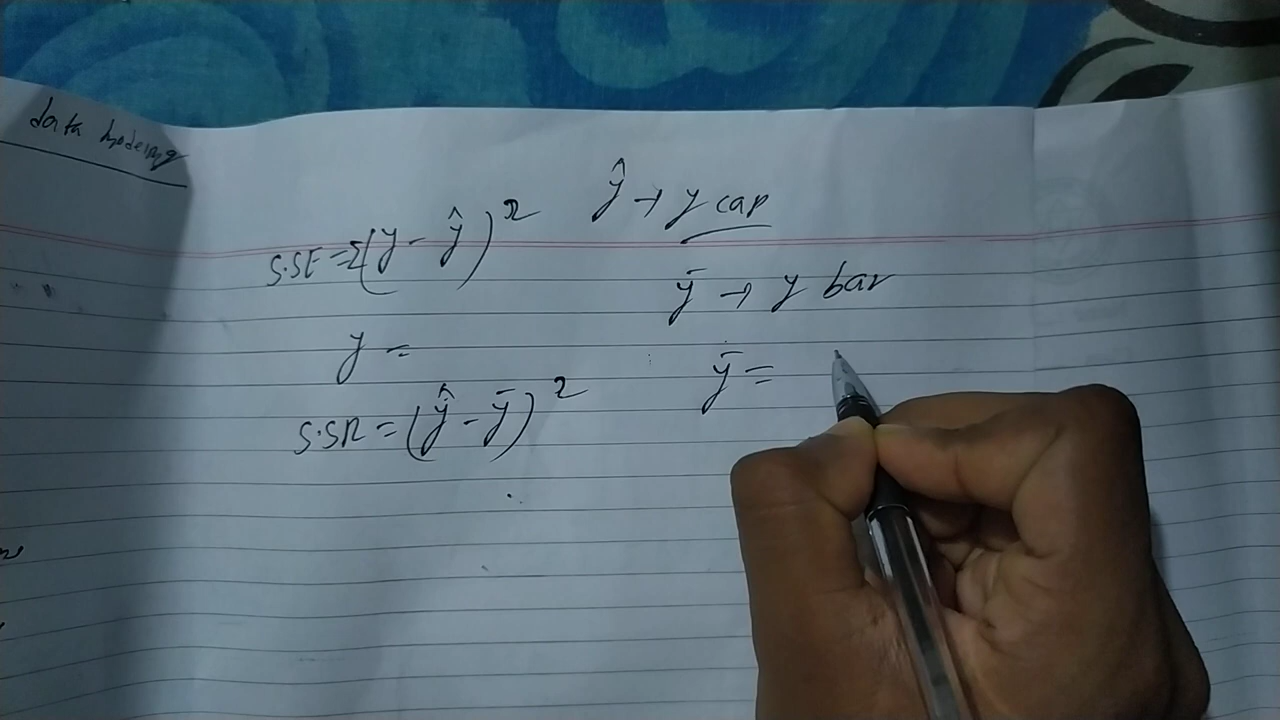 data modeling
ŷ → y cap
S.SE = Σ(y - ŷ)²
ȳ → y bar
y =
ȳ =
S.SR = (ŷ - ȳ)²